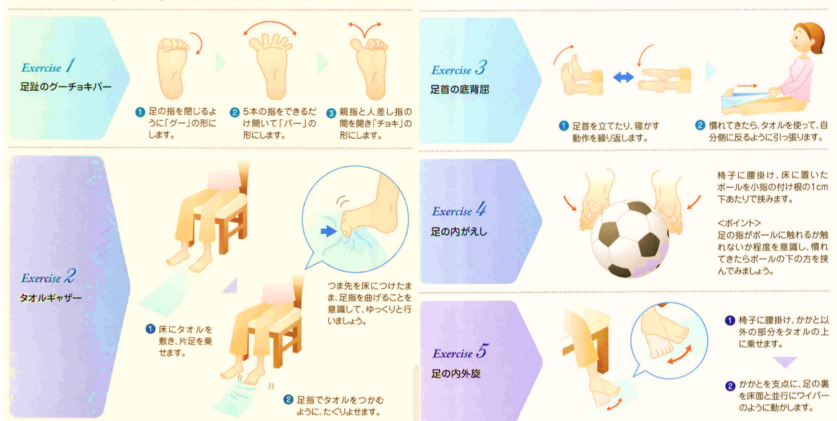 Exercise 1
足趾のグーチョキパー
❶ 足の指を閉じるよ
うに「グー」の形に
します。
❷ 5本の指をできるだ
け開いて「パー」の
形にします。
❸ 親指と人差し指の
間を開き「チョキ」の
形にします。
Exercise 2
タオルギャザー
❶ 床にタオルを
敷き、片足を乗
せます。
つま先を床につけたま
ま、足指を曲げることを
意識して、ゆっくりと行
いましょう。
❷ 足指でタオルをつかむ
ように、たぐりよせます。
Exercise 3
足首の底背屈
❶ 足首を立てたり、寝かす
動作を繰り返します。
❷ 慣れてきたら、タオルを使って、自
分側に反るように引っ張ります。
Exercise 4
足の内がえし
椅子に腰掛け、床に置いた
ボールを小指の付け根の1cm
下あたりで挟みます。
<ポイント>
足の指がボールに触れるか触
れないか程度を意識し、慣れ
てきたらボールの下の方を挟
んでみましょう。
Exercise 5
足の内外旋
❶ 椅子に腰掛け、かかと以
外の部分をタオルの上
に乗せます。
❷ かかとを支点に、足の裏
を床面と並行にワイパー
のように動かします。